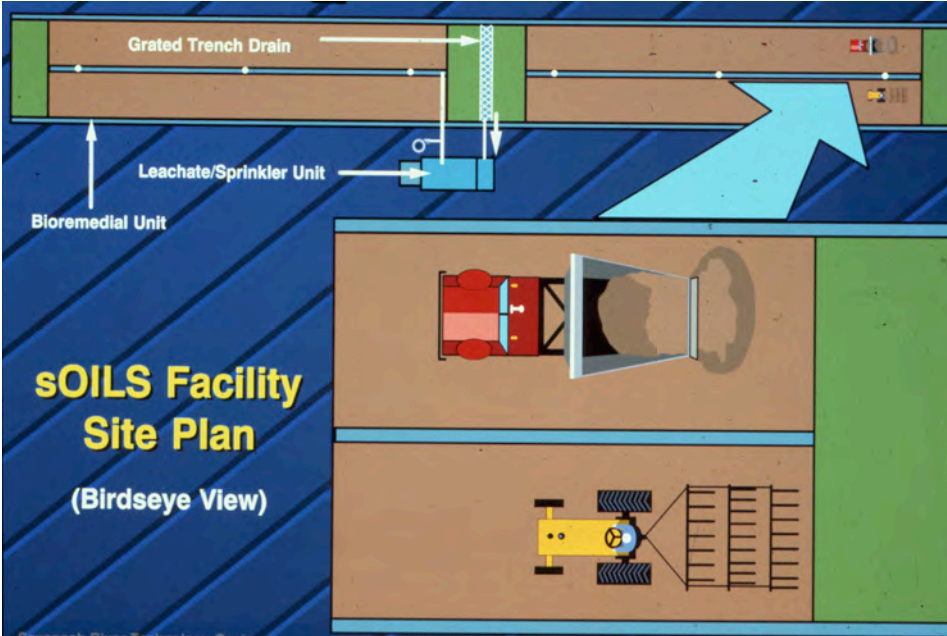 Grated Trench Drain
Leachate/Sprinkler Unit
Bioremedial Unit
sOILS Facility
Site Plan
(Birdseye View)